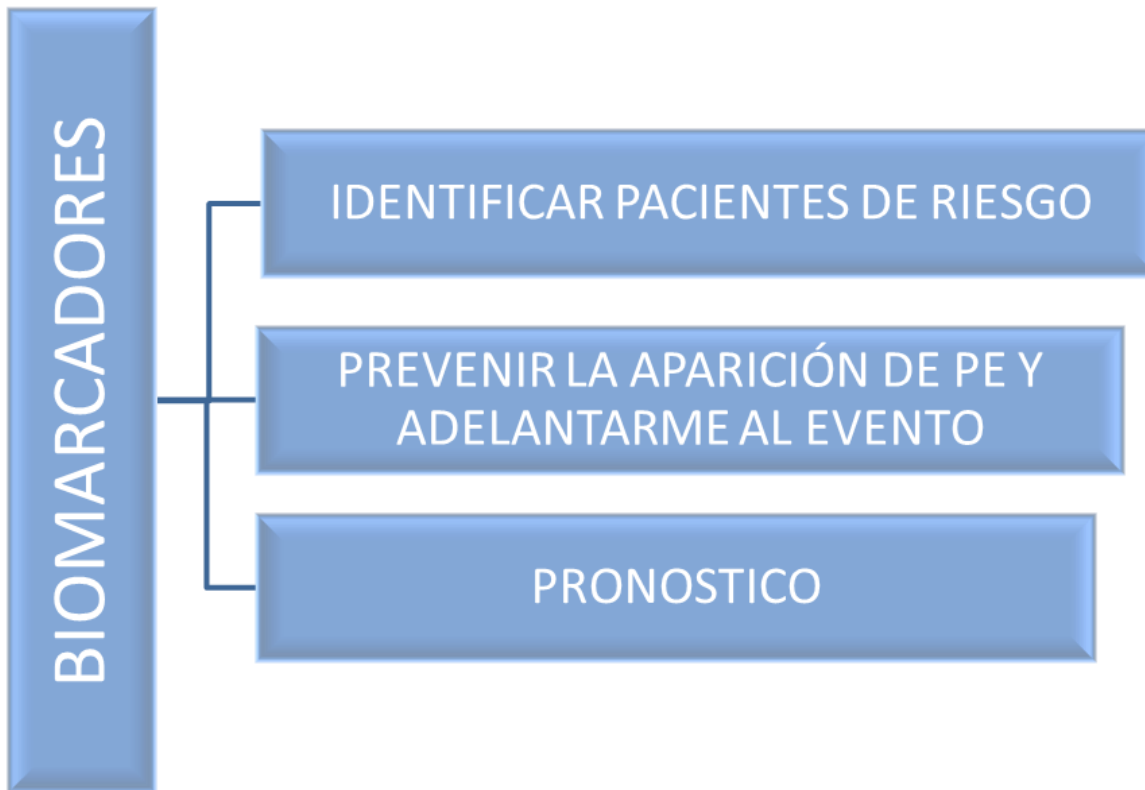 BIOMARCADORES
IDENTIFICAR PACIENTES DE RIESGO
PREVENIR LA APARICIÓN DE PE Y
ADELANTARME AL EVENTO
PRONOSTICO